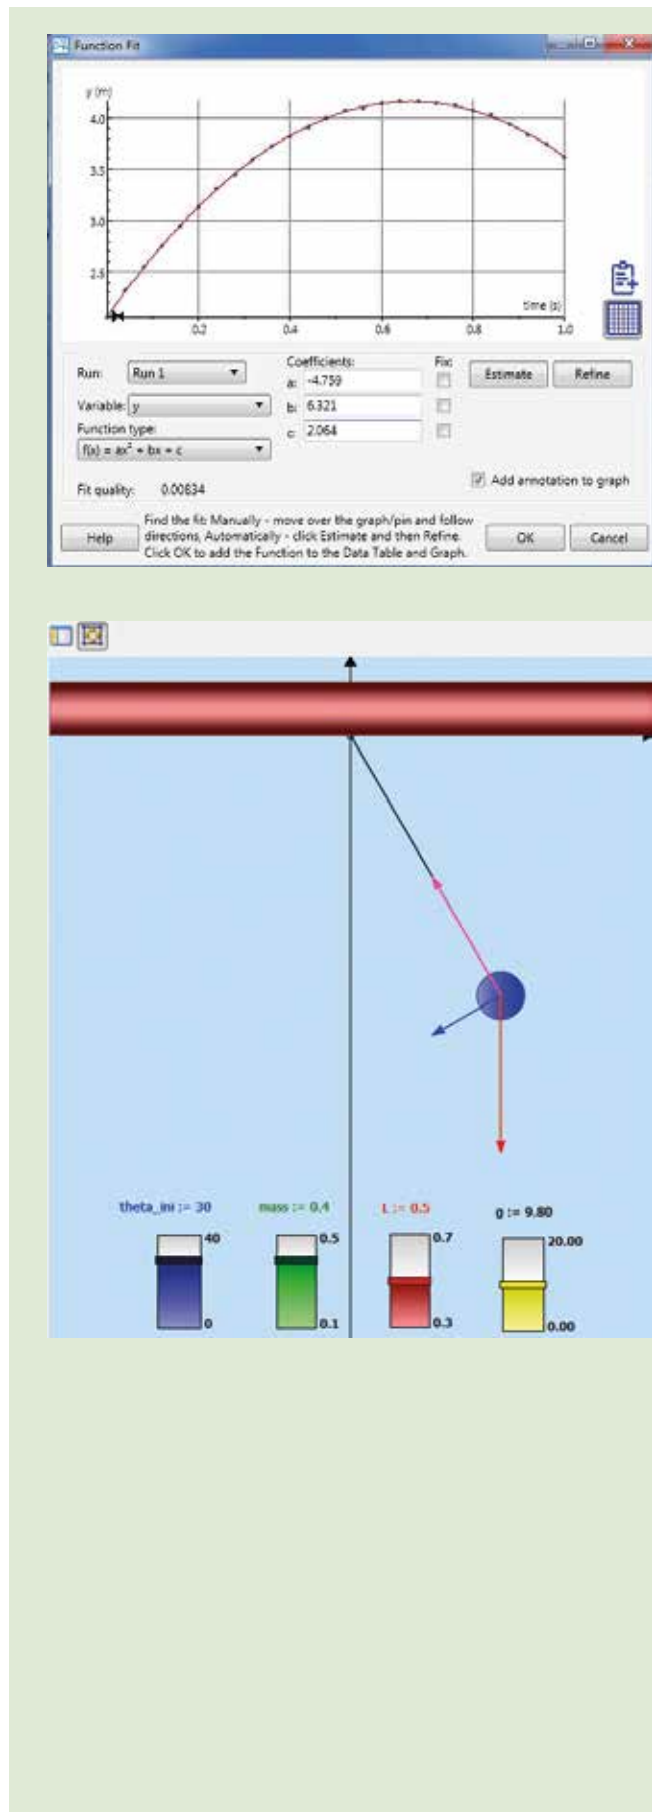 Function Fit
y (m)
4.0
3.5
3.0
2.5
time (s)
0.2 0.4 0.6 0.8 1.0
Run: Run 1
Coefficients: Fix:
a: -4.759
Estimate Refine
Variable: y
b: 6.321
Function type:
c: 2.064
f(x) = ax² + bx + c
Fit quality: 0.00634
Add annotation to graph
Help
Find the fit: Manually - move over the graph/pin and follow
directions, Automatically - click Estimate and then Refine.
Click OK to add the Function to the Data Table and Graph.
OK Cancel
theta_ini := 30 mass := 0.4 L := 0.5 g := 9.80
40 0.5 0.7 20.00
0 0.1 0.3 0.00